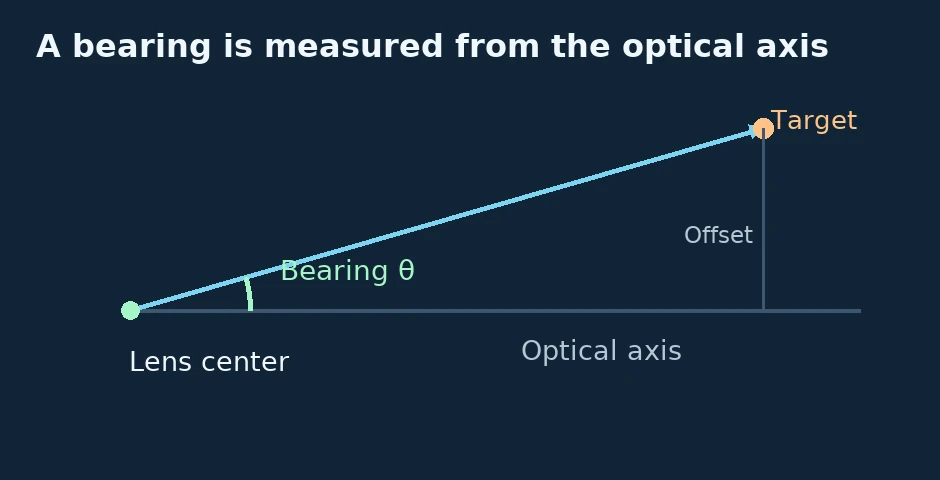 A bearing is measured from the optical axis
Target
Offset
Bearing θ
Optical axis
Lens center